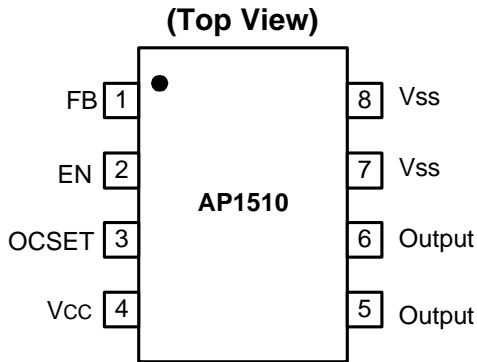 (Top View)
FB 1 8 Vss
EN 2 7 Vss
AP1510
OCSET 3 6 Output
Vcc 4 5 Output